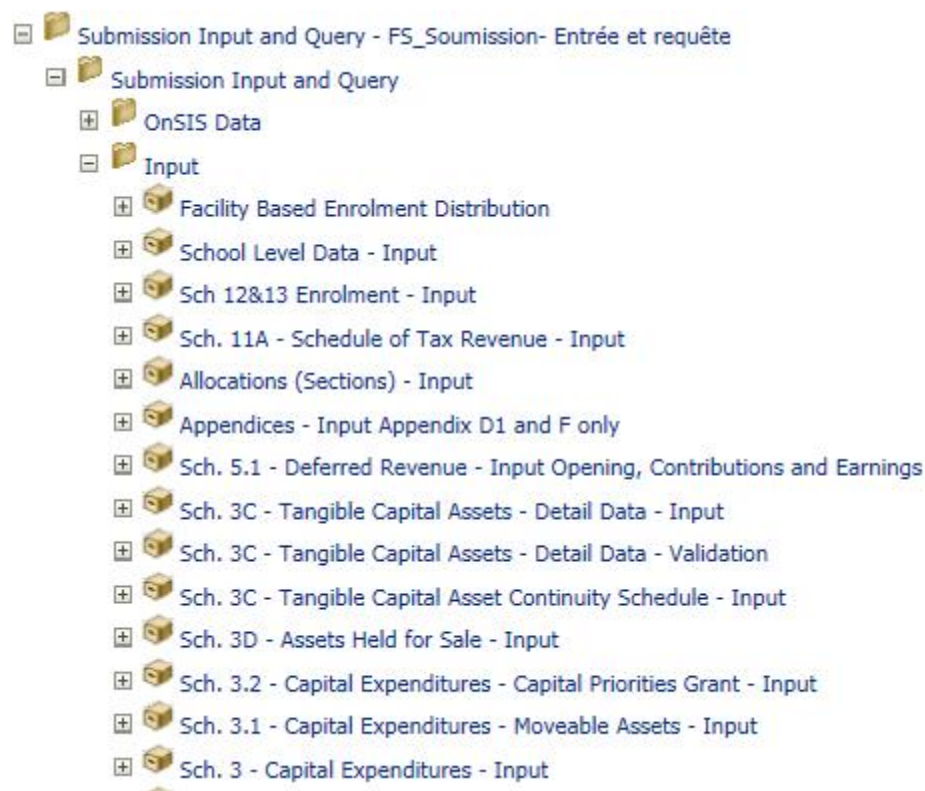 Submission Input and Query - FS_Soumission- Entrée et requête
Submission Input and Query
OnSIS Data
Input
Facility Based Enrolment Distribution
School Level Data - Input
Sch 12&13 Enrolment - Input
Sch. 11A - Schedule of Tax Revenue - Input
Allocations (Sections) - Input
Appendices - Input Appendix D1 and F only
Sch. 5.1 - Deferred Revenue - Input Opening, Contributions and Earnings
Sch. 3C - Tangible Capital Assets - Detail Data - Input
Sch. 3C - Tangible Capital Assets - Detail Data - Validation
Sch. 3C - Tangible Capital Asset Continuity Schedule - Input
Sch. 3D - Assets Held for Sale - Input
Sch. 3.2 - Capital Expenditures - Capital Priorities Grant - Input
Sch. 3.1 - Capital Expenditures - Moveable Assets - Input
Sch. 3 - Capital Expenditures - Input